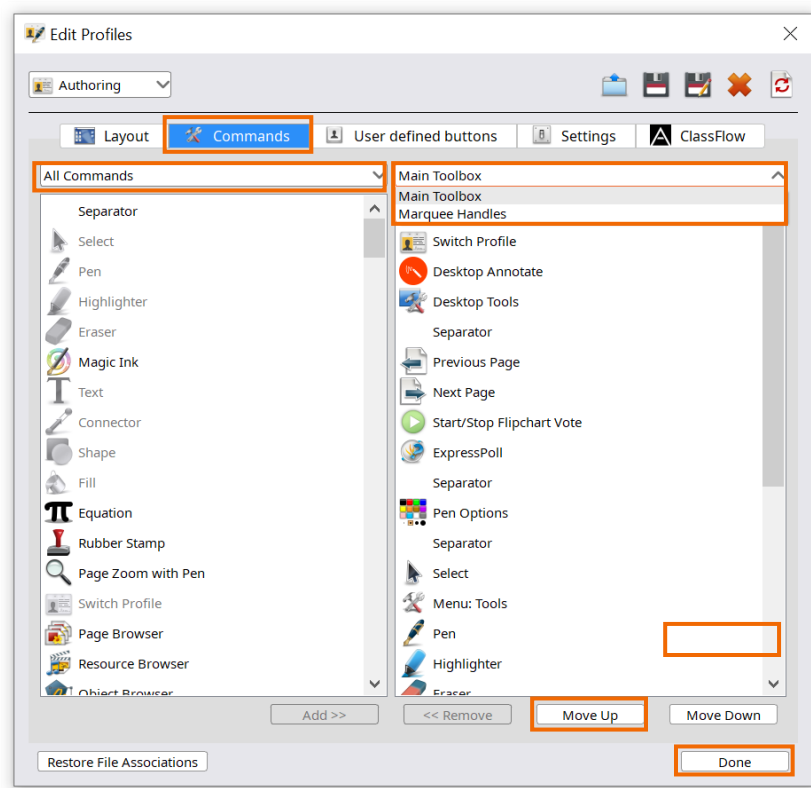 Edit Profiles
Authoring
Layout
Commands
User defined buttons
Settings
ClassFlow
All Commands
Separator
Select
Pen
Highlighter
Eraser
Magic Ink
Text
Connector
Shape
Fill
Equation
Rubber Stamp
Page Zoom with Pen
Switch Profile
Page Browser
Resource Browser
Object Browser
Main Toolbox
Main Toolbox
Marquee Handles
Switch Profile
Desktop Annotate
Desktop Tools
Separator
Previous Page
Next Page
Start/Stop Flipchart Vote
ExpressPoll
Separator
Pen Options
Separator
Select
Menu: Tools
Pen
Highlighter
Eraser
Add >>
<< Remove
Move Up
Move Down
Restore File Associations
Done